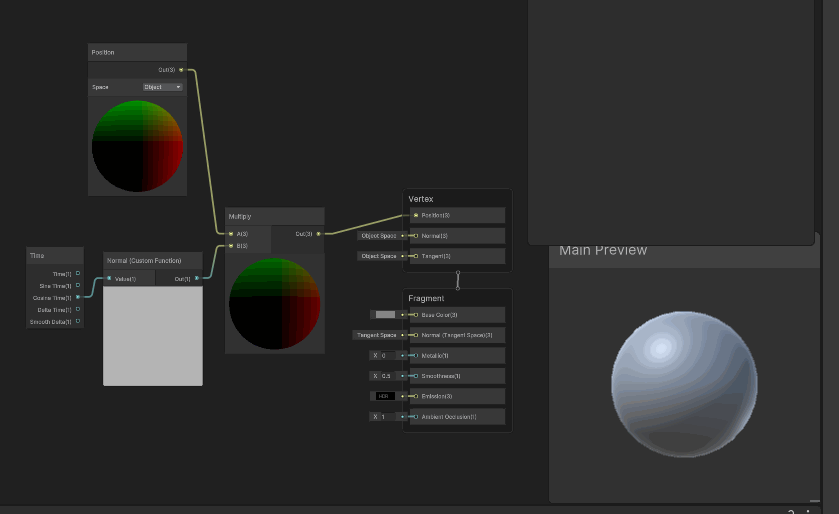 Position
Out(3)
Space
Object
Multiply
A(3)
Out(3)
B(3)
Time
Time(1)
Sine Time(1)
Cosine Time(1)
Delta Time(1)
Smooth Delta(1)
Normal (Custom Function)
Value(1)
Out(1)
Vertex
Position(3)
Object Space
Normal(3)
Object Space
Tangent(3)
Fragment
Base Color(3)
Tangent Space
Normal (Tangent Space)(3)
X 0
Metallic(1)
X 0.5
Smoothness(1)
HDR
Emission(3)
X 1
Ambient Occlusion(1)
Main Preview